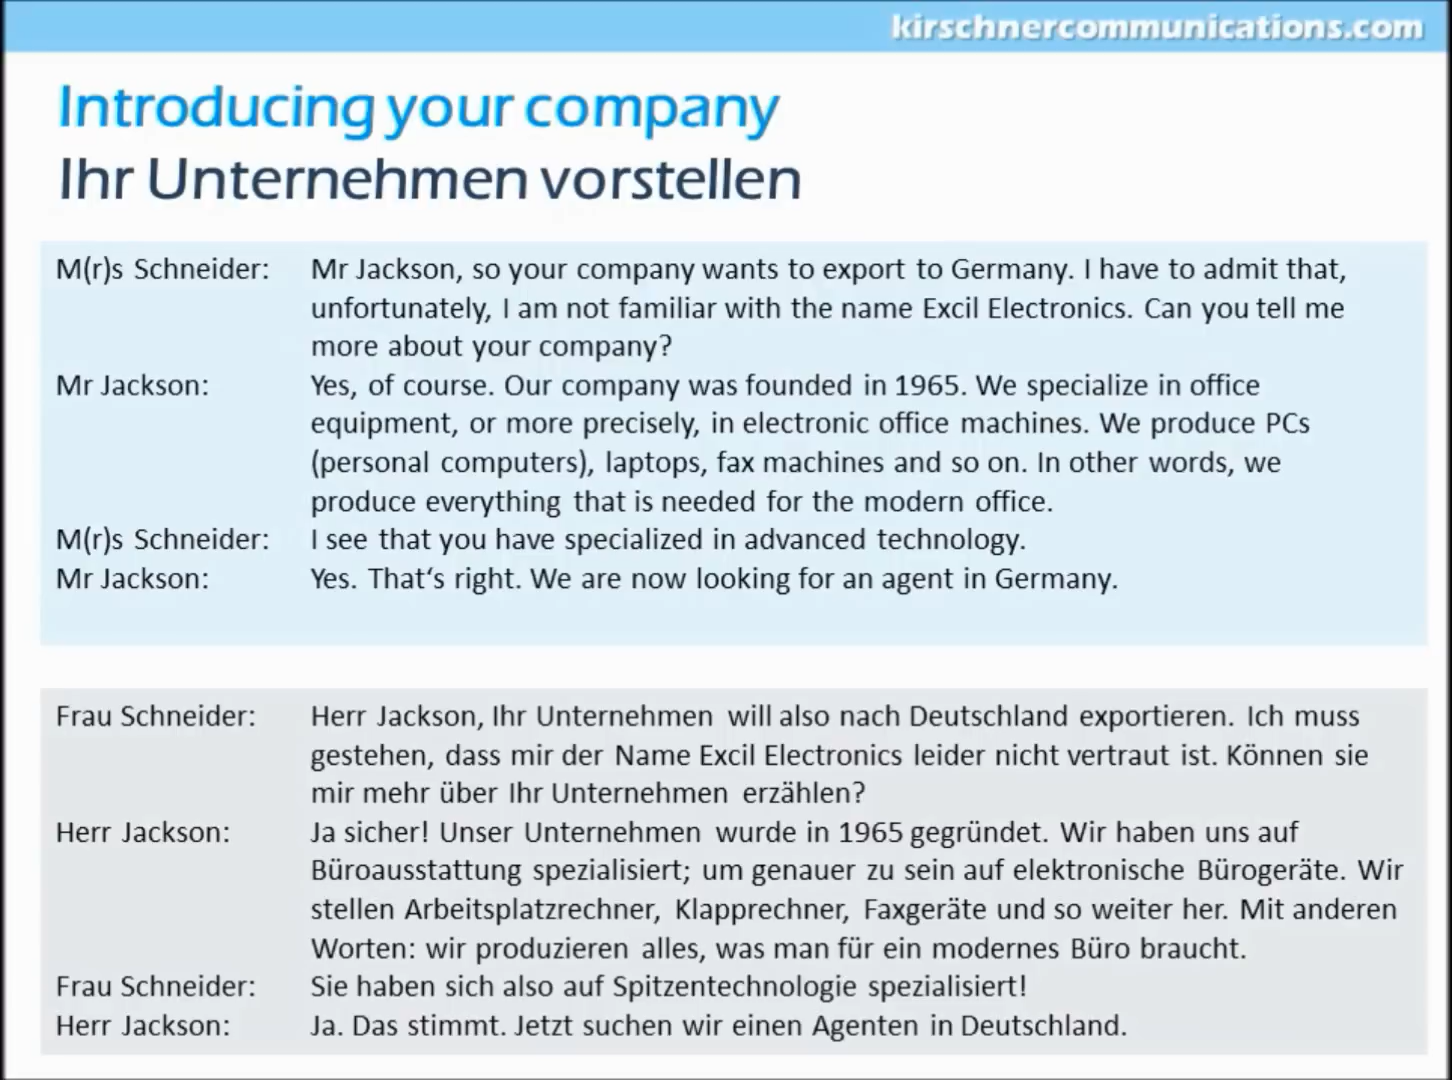 kirschnercommunications.com
Introducing your company
Ihr Unternehmen vorstellen
M(r)s Schneider: Mr Jackson, so your company wants to export to Germany. I have to admit that,
unfortunately, I am not familiar with the name Excil Electronics. Can you tell me
more about your company?
Mr Jackson: Yes, of course. Our company was founded in 1965. We specialize in office
equipment, or more precisely, in electronic office machines. We produce PCs
(personal computers), laptops, fax machines and so on. In other words, we
produce everything that is needed for the modern office.
M(r)s Schneider: I see that you have specialized in advanced technology.
Mr Jackson: Yes. That‘s right. We are now looking for an agent in Germany.
Frau Schneider: Herr Jackson, Ihr Unternehmen will also nach Deutschland exportieren. Ich muss
gestehen, dass mir der Name Excil Electronics leider nicht vertraut ist. Können sie
mir mehr über Ihr Unternehmen erzählen?
Herr Jackson: Ja sicher! Unser Unternehmen wurde in 1965 gegründet. Wir haben uns auf
Büroausstattung spezialisiert; um genauer zu sein auf elektronische Bürogeräte. Wir
stellen Arbeitsplatzrechner, Klapprechner, Faxgeräte und so weiter her. Mit anderen
Worten: wir produzieren alles, was man für ein modernes Büro braucht.
Frau Schneider: Sie haben sich also auf Spitzentechnologie spezialisiert!
Herr Jackson: Ja. Das stimmt. Jetzt suchen wir einen Agenten in Deutschland.